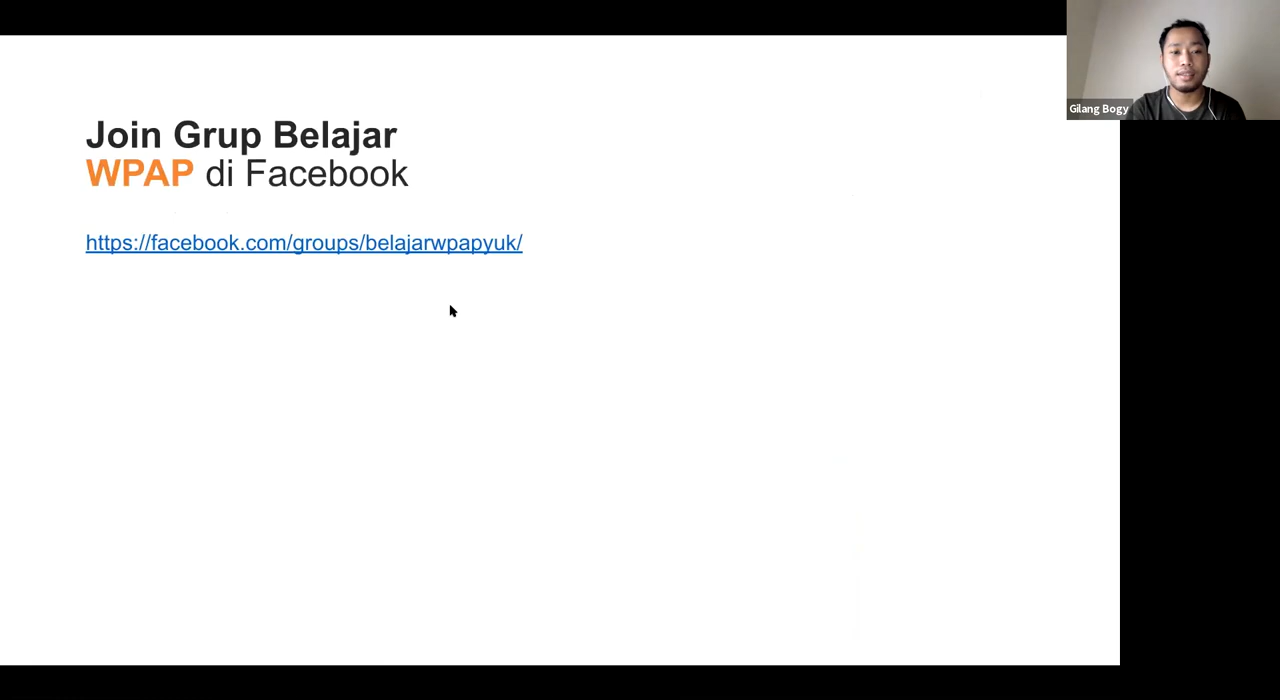 Join Grup Belajar
WPAP di Facebook
https://facebook.com/groups/belajarwpapyuk/
Gilang Bogy